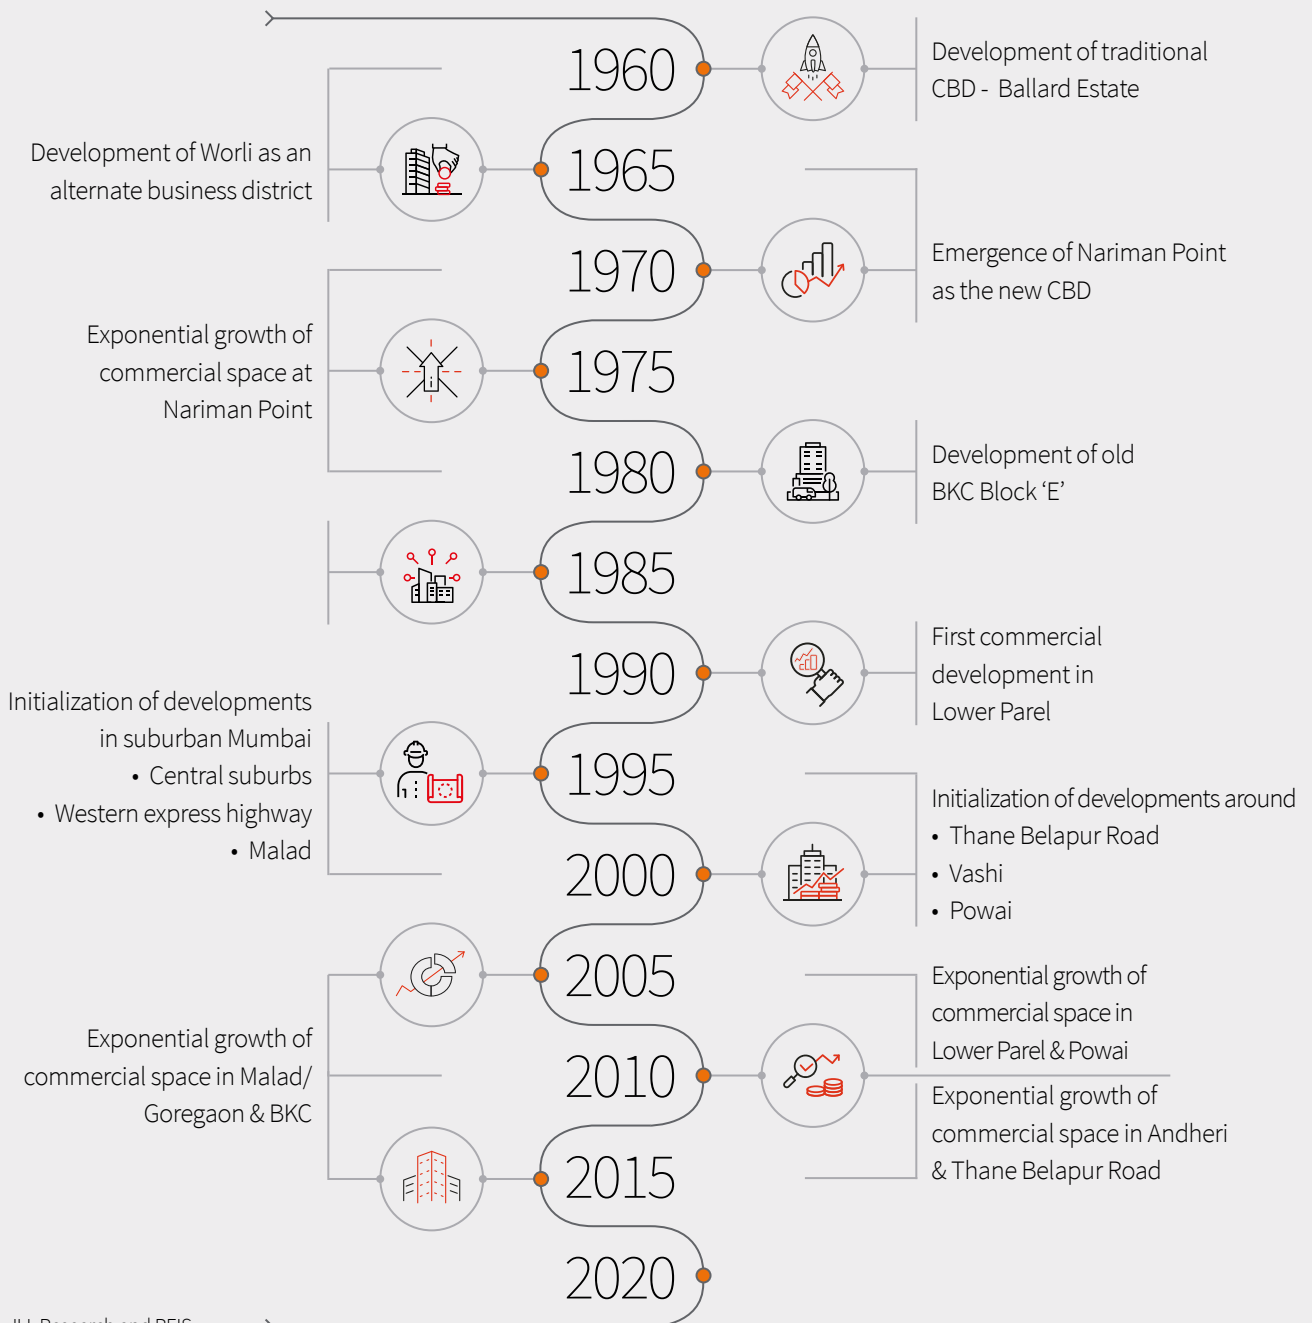 1960
Development of traditional
CBD - Ballard Estate
Development of Worli as an
alternate business district
1965
1970
Emergence of Nariman Point
as the new CBD
Exponential growth of
commercial space at
Nariman Point
1975
1980
Development of old
BKC Block ‘E’
1985
1990
First commercial
development in
Lower Parel
Initialization of developments
in suburban Mumbai
• Central suburbs
• Western express highway
• Malad
1995
2000
Initialization of developments around
• Thane Belapur Road
• Vashi
• Powai
2005
Exponential growth of
commercial space in
Lower Parel & Powai
Exponential growth of
commercial space in Malad/
Goregaon & BKC
2010
Exponential growth of
commercial space in Andheri
& Thane Belapur Road
2015
2020
Research and REIS